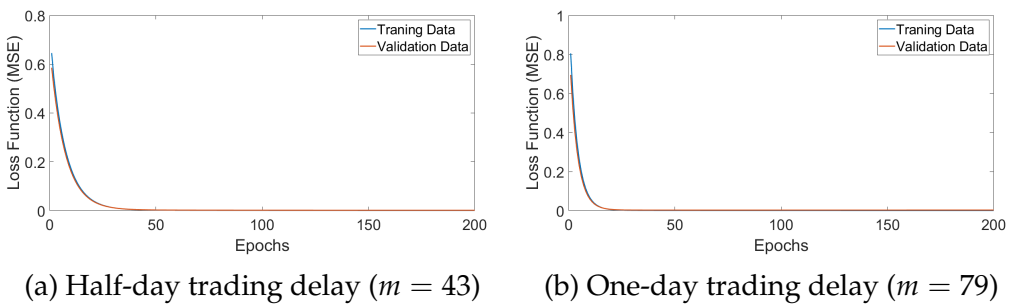 0.8
0.6
0.4
0.2
0
Loss Function (MSE)
Traning Data
Validation Data
0 50 100 150 200
Epochs
(a) Half-day trading delay (m = 43)
1
0.8
0.6
0.4
0.2
0
Loss Function (MSE)
Traning Data
Validation Data
0 50 100 150 200
Epochs
(b) One-day trading delay (m = 79)